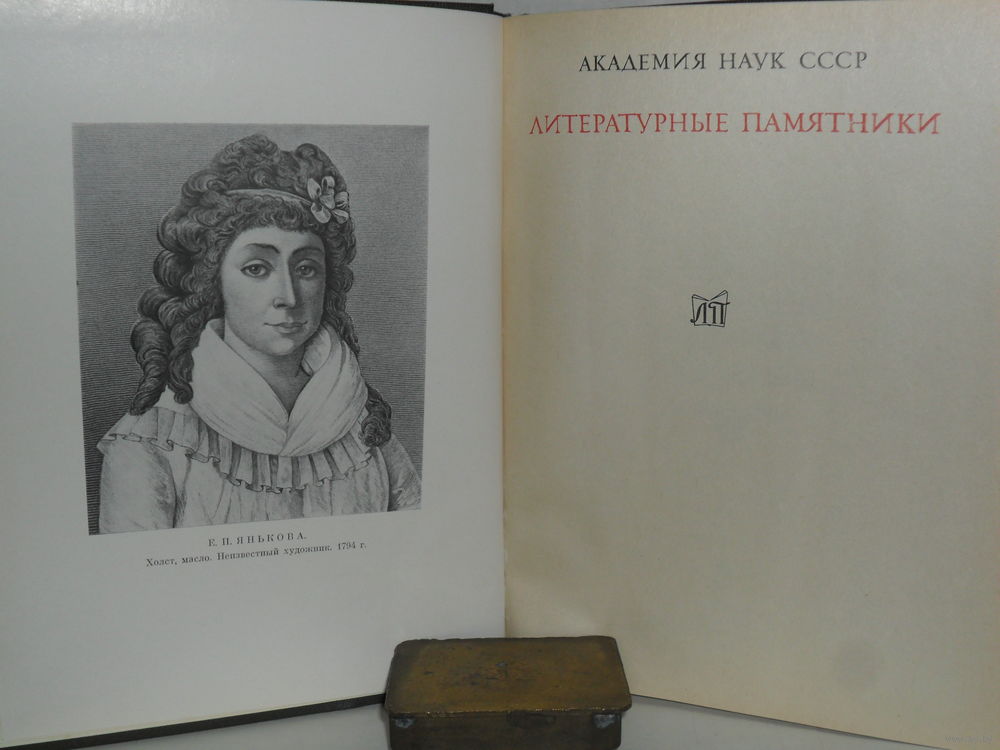 Е. П. ЯНЬКОВА.
Холст, масло. Неизвестный художник. 1794 г.
АКАДЕМИЯ НАУК СССР
ЛИТЕРАТУРНЫЕ ПАМЯТНИКИ
ЛП